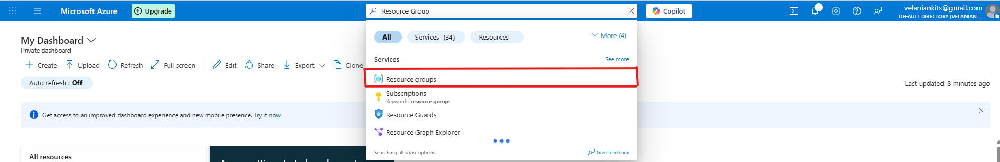 Microsoft Azure
Upgrade
Resource Group
Copilot
1
velaniankits@gmail.com
DEFAULT DIRECTORY (VELANIAN...
My Dashboard
Private dashboard
Create
Upload
Refresh
Full screen
Edit
Share
Export
Clone
Auto refresh : Off
All
Services (34)
Resources
More (4)
Services
See more
Resource groups
Subscriptions
Keywords: resource groups
Resource Guards
Resource Graph Explorer
Searching all subscriptions.
Give feedback
Last updated: 8 minutes ago
Get access to an improved dashboard experience and new mobile presence. Try it now
All resources